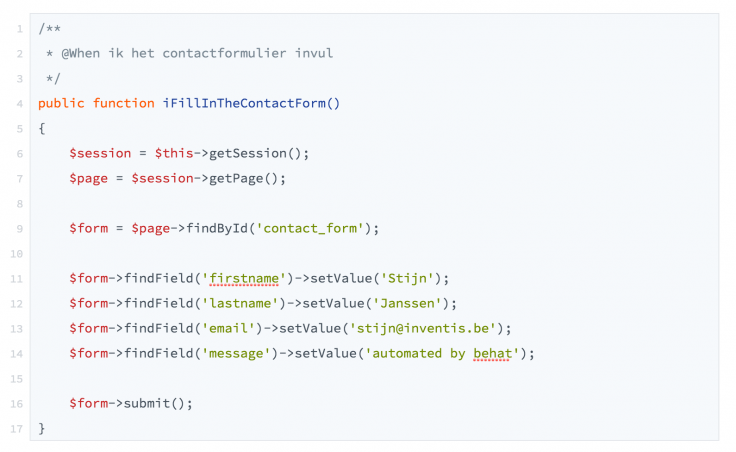 1 /**
2  * @When ik het contactformulier invul
3  */
4 public function iFillInTheContactForm()
5 {
6     $session = $this->getSession();
7     $page = $session->getPage();
8
9     $form = $page->findById('contact_form');
10
11     $form->findField('firstname')->setValue('Stijn');
12     $form->findField('lastname')->setValue('Janssen');
13     $form->findField('email')->setValue('stijn@inventis.be');
14     $form->findField('message')->setValue('automated by behat');
15
16     $form->submit();
17 }